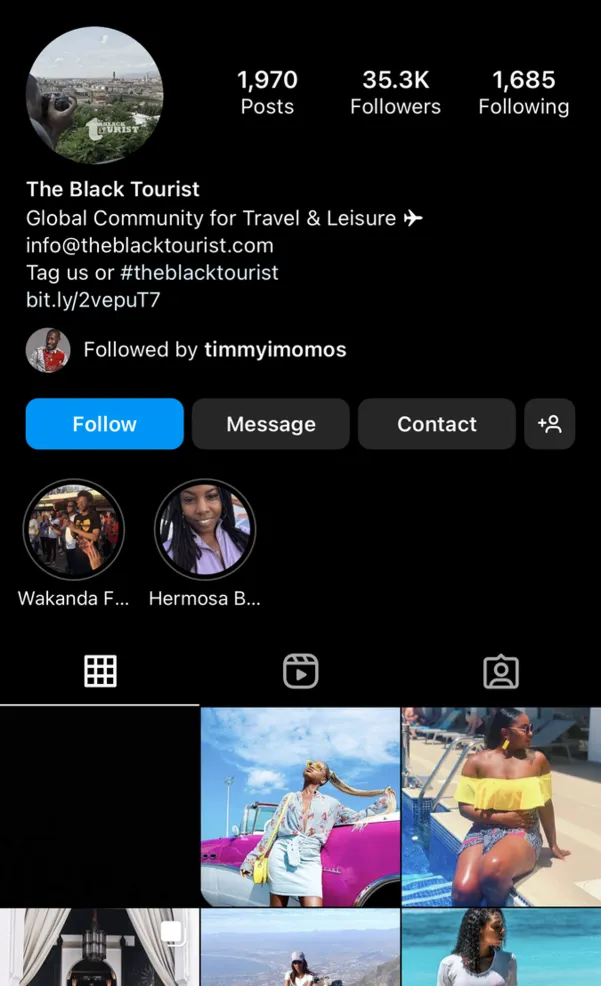 1,970
Posts
35.3K
Followers
1,685
Following
BLACK
TOURIST
The Black Tourist
Global Community for Travel & Leisure ✈
info@theblacktourist.com
Tag us or #theblacktourist
bit.ly/2vepuT7
Followed by timmyimomos
Follow
Message
Contact
Wakanda F...
Hermosa B...